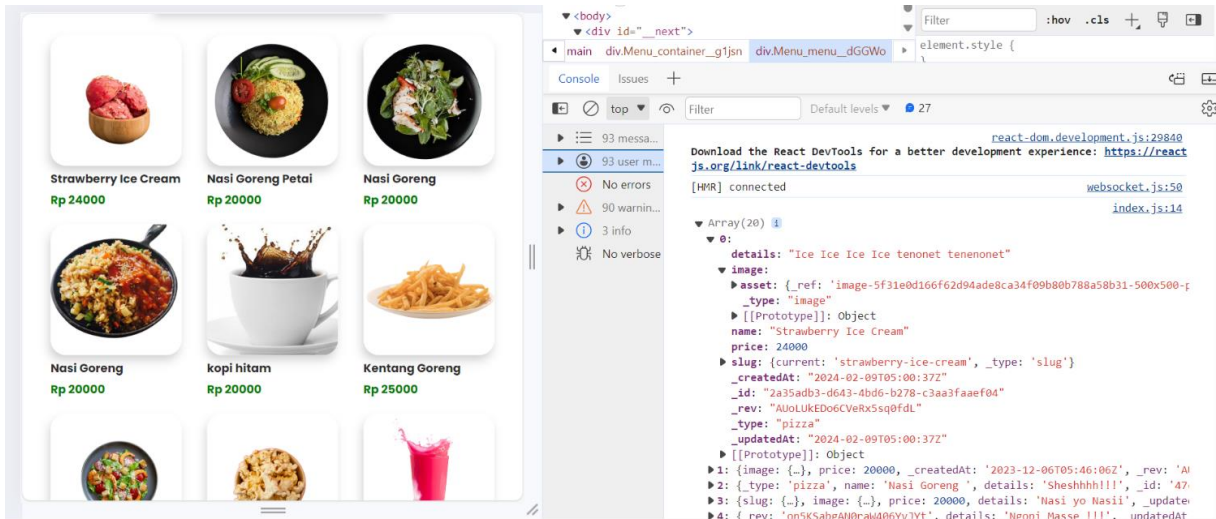 Strawberry Ice Cream
Rp 24000
Nasi Goreng Petai
Rp 20000
Nasi Goreng
Rp 20000
Nasi Goreng
Rp 20000
kopi hitam
Rp 20000
Kentang Goreng
Rp 25000
<body>
<div id="__next">
main div.Menu_container__g1jsn div.Menu_menu__dGGWo
Filter :hov .cls
element.style {
Console Issues
top Filter Default levels 27
93 messa...
93 user m...
No errors
90 warnin...
3 info
No verbose
react-dom.development.js:29840
Download the React DevTools for a better development experience: https://react
js.org/link/react-devtools
[HMR] connected websocket.js:50
index.js:14
Array(20)
0:
details: "Ice Ice Ice Ice tenonet tenenonet"
image:
asset: {_ref: 'image-5f31e0d166f62d94ade8ca34f09b80b788a58b31-500x500-p
_type: "image"
[[Prototype]]: Object
name: "Strawberry Ice Cream"
price: 24000
slug: {current: 'strawberry-ice-cream', _type: 'slug'}
_createdAt: "2024-02-09T05:00:37Z"
_id: "2a35adb3-d643-4bd6-b278-c3aa3faaef04"
_rev: "AUoLUkEDo6CVeRx5sq0fdL"
_type: "pizza"
_updatedAt: "2024-02-09T05:00:37Z"
[[Prototype]]: Object
1: {image: {…}, price: 20000, _createdAt: '2023-12-06T05:46:06Z', _rev: 'AU
2: {_type: 'pizza', name: 'Nasi Goreng ', details: 'Sheshhhh!!!', _id: '47
3: {slug: {…}, image: {…}, price: 20000, details: 'Nasi yo Nasii', _update
4: {_rev: 'on5KSabgAN0raW406YvJYt', details: 'Ngopi Masse !!!', _updatedAt